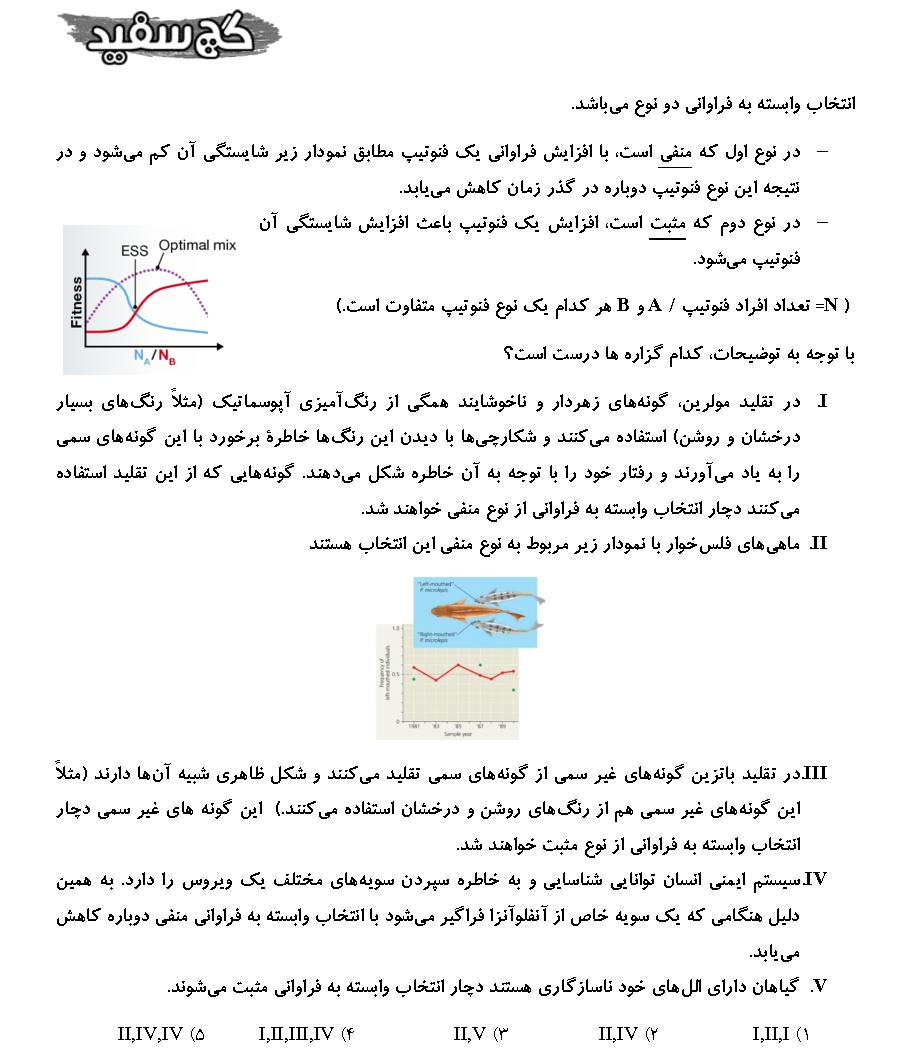 گچ سفید
انتخاب وابسته به فراوانی دو نوع می‌باشد.
– در نوع اول که منفی است، با افزایش فراوانی یک فنوتیپ مطابق نمودار زیر شایستگی آن کم می‌شود و در
نتیجه این نوع فنوتیپ دوباره در گذر زمان کاهش می‌یابد.
– در نوع دوم که مثبت است، افزایش یک فنوتیپ باعث افزایش شایستگی آن
فنوتیپ می‌شود.
Fitness
ESS
Optimal mix
NA/NB
( N= تعداد افراد فنوتیپ / A و B هر کدام یک نوع فنوتیپ متفاوت است.)
با توجه به توضیحات، کدام گزاره ها درست است؟
I. در تقلید مولرین، گونه‌های زهردار و ناخوشایند همگی از رنگ‌آمیزی آپوسماتیک (مثلاً رنگ‌های بسیار
درخشان و روشن) استفاده می‌کنند و شکارچی‌ها با دیدن این رنگ‌ها خاطرهٔ برخورد با این گونه‌های سمی
را به یاد می‌آورند و رفتار خود را با توجه به آن خاطره شکل می‌دهند. گونه‌هایی که از این تقلید استفاده
می‌کنند دچار انتخاب وابسته به فراوانی از نوع منفی خواهند شد.
II. ماهی‌های فلس‌خوار با نمودار زیر مربوط به نوع منفی این انتخاب هستند
"Left-mouthed"
P. microlepis
"Right-mouthed"
P. microlepis
Frequency of
left-mouthed individuals
1.0
0.5
0
1981 '83 '85 '87 '89
Sample year
III. در تقلید باتزین گونه‌های غیر سمی از گونه‌های سمی تقلید می‌کنند و شکل ظاهری شبیه آن‌ها دارند (مثلاً
این گونه‌های غیر سمی هم از رنگ‌های روشن و درخشان استفاده می‌کنند.) این گونه های غیر سمی دچار
انتخاب وابسته به فراوانی از نوع مثبت خواهند شد.
IV. سیستم ایمنی انسان توانایی شناسایی و به خاطره سپردن سویه‌های مختلف یک ویروس را دارد. به همین
دلیل هنگامی که یک سویه خاص از آنفلوآنزا فراگیر می‌شود با انتخاب وابسته به فراوانی منفی دوباره کاهش
می‌یابد.
V. گیاهان دارای الل‌های خود ناسازگاری هستند دچار انتخاب وابسته به فراوانی مثبت می‌شوند.
۱) I,II,I ۲) II,IV ۳) II,V ۴) I,II,III,IV ۵) II,IV,IV